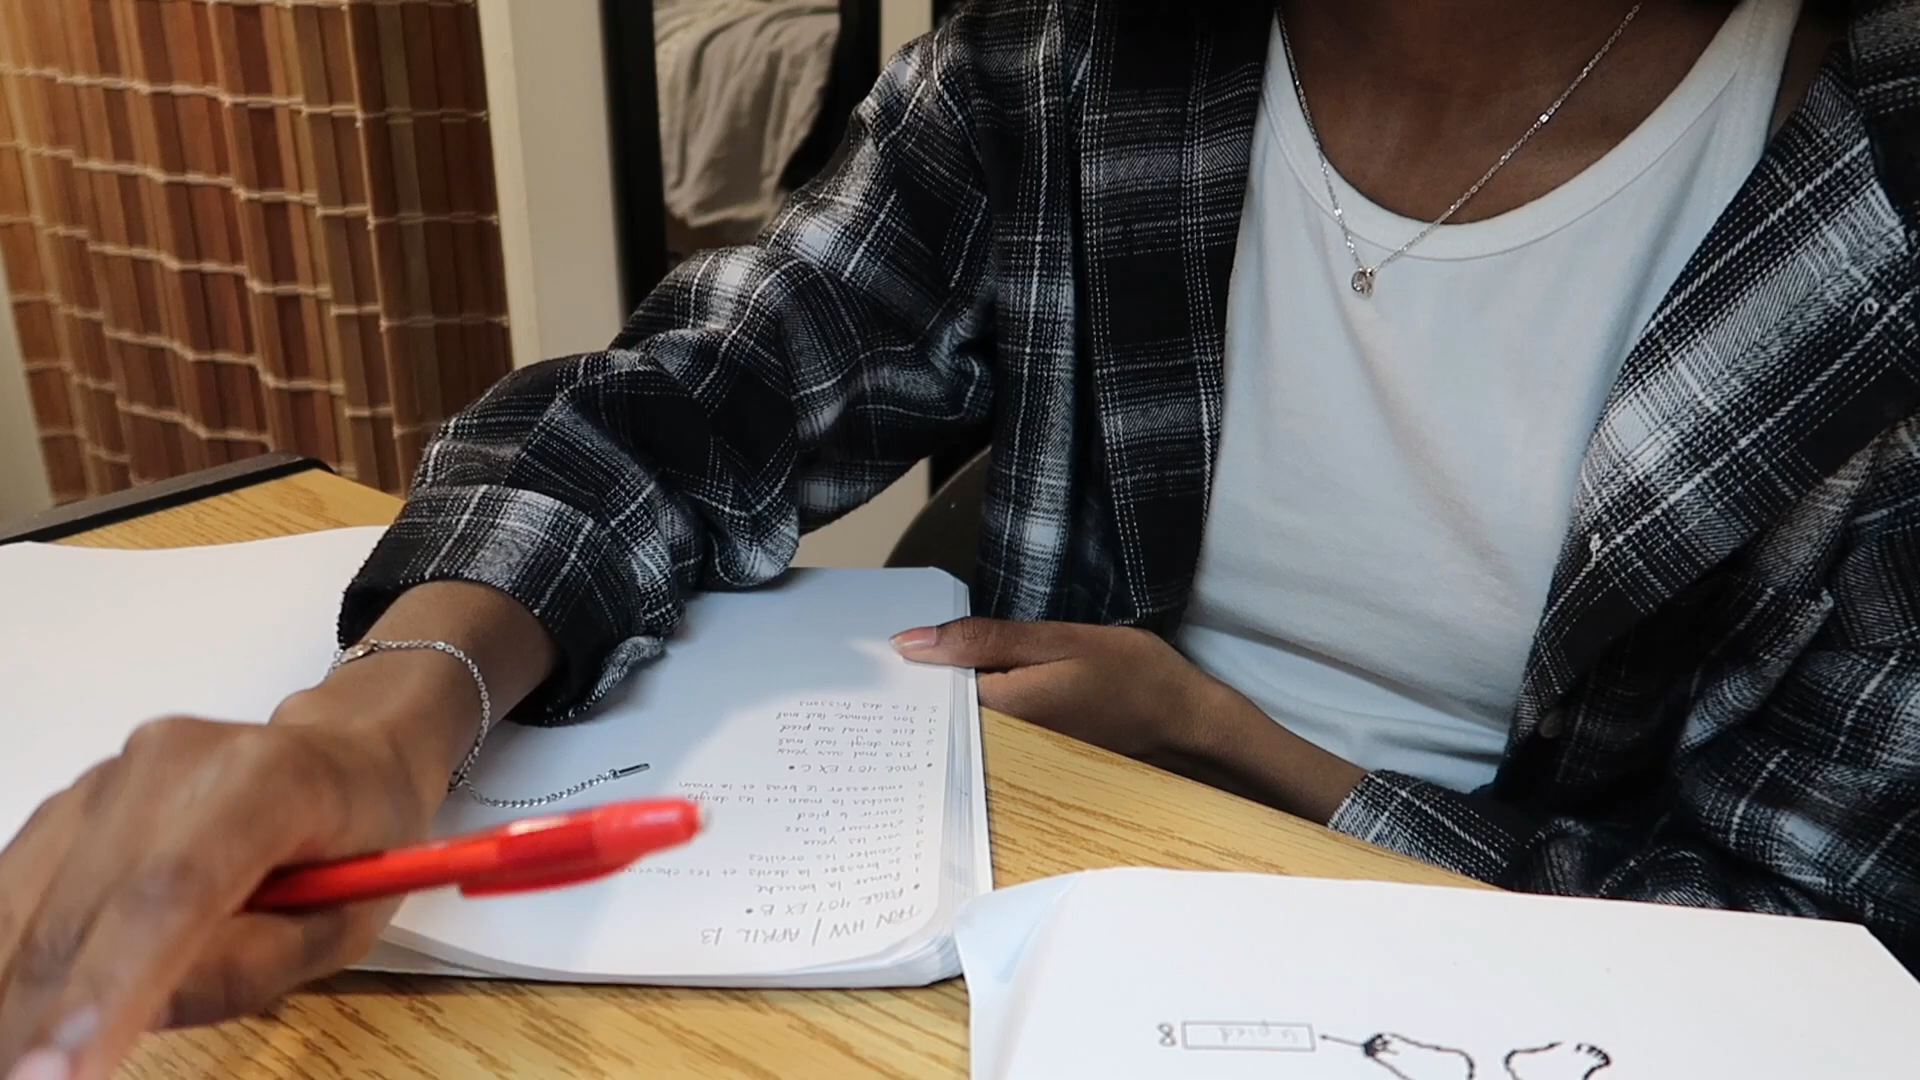 FRN HW / APRIL 13
• PAGE 407 EX B •
1. Fumer la bouche
2. se brosser la dents et les cheveux
3. écouter les oreilles
4. voir les yeux
5. éternuer le nez
6. courir le pied
7. toucher la main et les doigts
8. embrasser le bras et le main
• PAGE 407 EX C •
1. Il a mal aux yeux
2. Son doigt fait mal
3. Elle a mal au pied
4. Son estomac fait mal
5. Il a des frissons
8 le pied